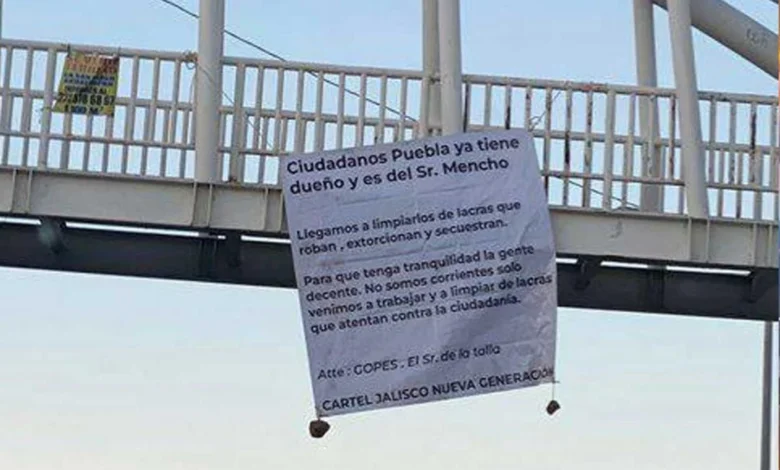 Ciudadanos Puebla ya tiene
dueño y es del Sr. Mencho
Llegamos a limpiarlos de lacras que
roban , extorcionan y secuestran.
Para que tenga tranquilidad la gente
decente. No somos corrientes solo
venimos a trabajar y a limpiar de lacras
que atentan contra la ciudadanía.
Atte : GOPES . El Sr. de la talla
CARTEL JALISCO NUEVA GENERACIÓN